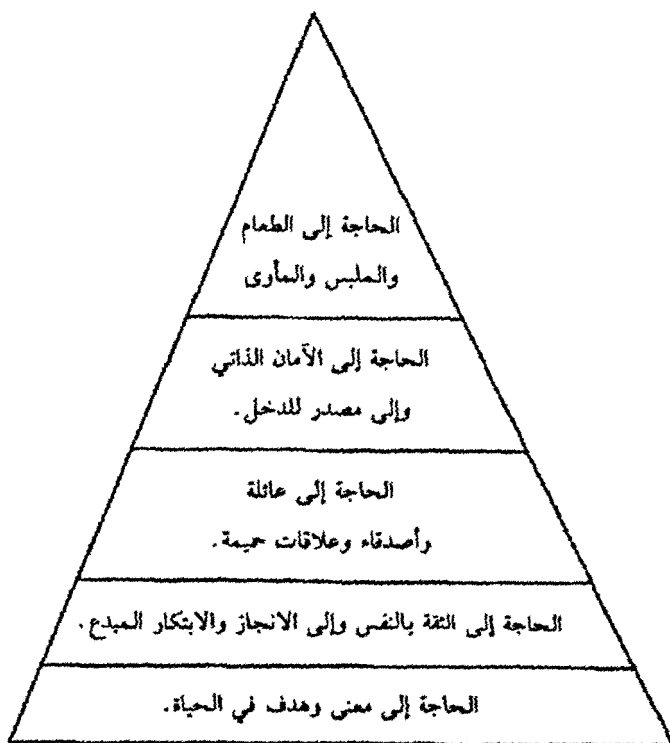 الحاجة إلى الطعام
والملبس والمأوى
الحاجة إلى الأمان الذاتي
وإلى مصدر للدخل.
الحاجة إلى عائلة
وأصدقاء وعلاقات حميمة.
الحاجة إلى الثقة بالنفس وإلى الانجاز والابتكار المبدع.
الحاجة إلى معنى وهدف في الحياة.